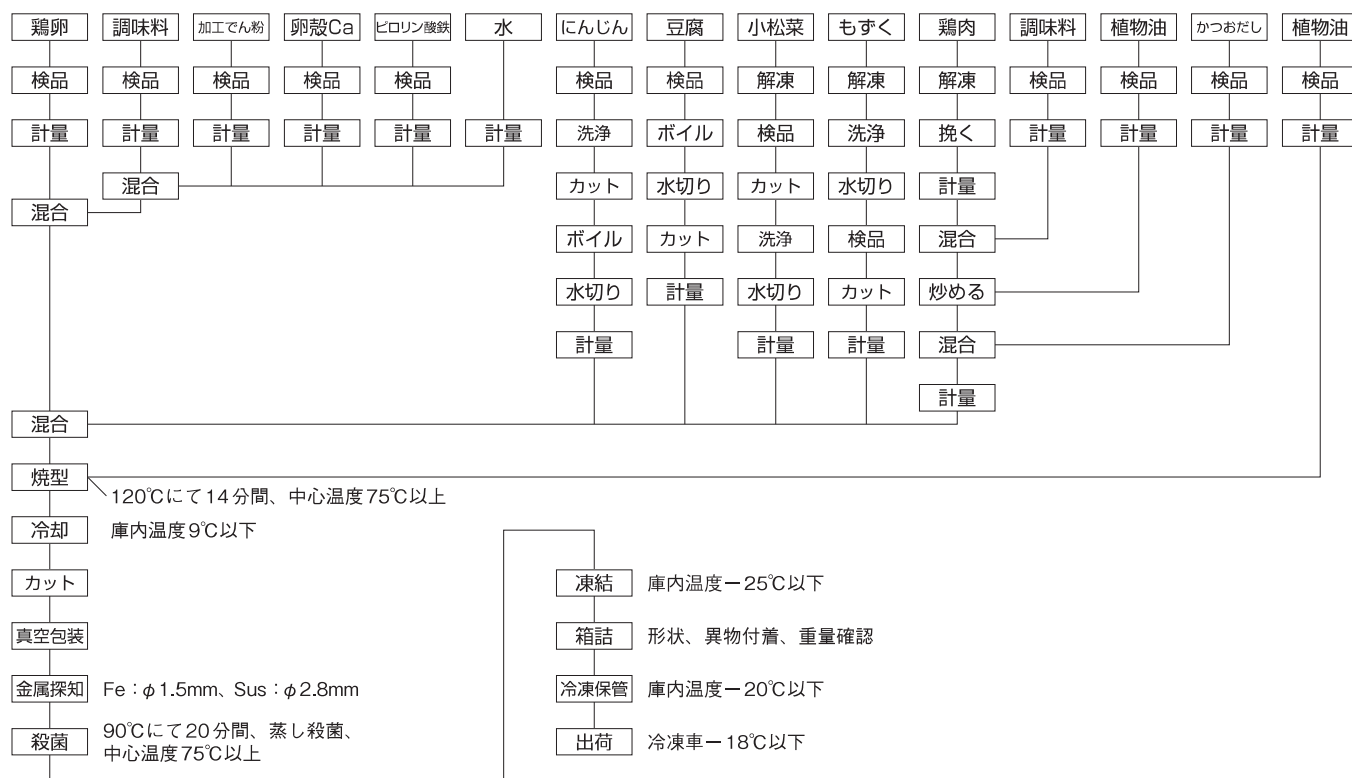 鶏卵 調味料 加工でん粉 卵殻Ca ピロリン酸鉄 水 にんじん 豆腐 小松菜 もずく 鶏肉 調味料 植物油 かつおだし 植物油
検品 検品 検品 検品 検品 検品 検品 解凍 解凍 解凍 検品 検品 検品 検品
計量 計量 計量 計量 計量 計量 洗浄 ボイル 検品 洗浄 挽く 計量 計量 計量 計量
混合 カット 水切り カット 水切り 計量
混合
ボイル カット 洗浄 検品 混合
水切り 計量 水切り カット 炒める
計量 計量 計量 混合
計量
混合
焼型
120℃にて14分間、中心温度75℃以上
冷却 庫内温度9℃以下
カット
真空包装
金属探知 Fe：φ1.5mm、Sus：φ2.8mm
殺菌 90℃にて20分間、蒸し殺菌、
中心温度75℃以上
凍結 庫内温度－25℃以下
箱詰 形状、異物付着、重量確認
冷凍保管 庫内温度－20℃以下
出荷 冷凍車－18℃以下